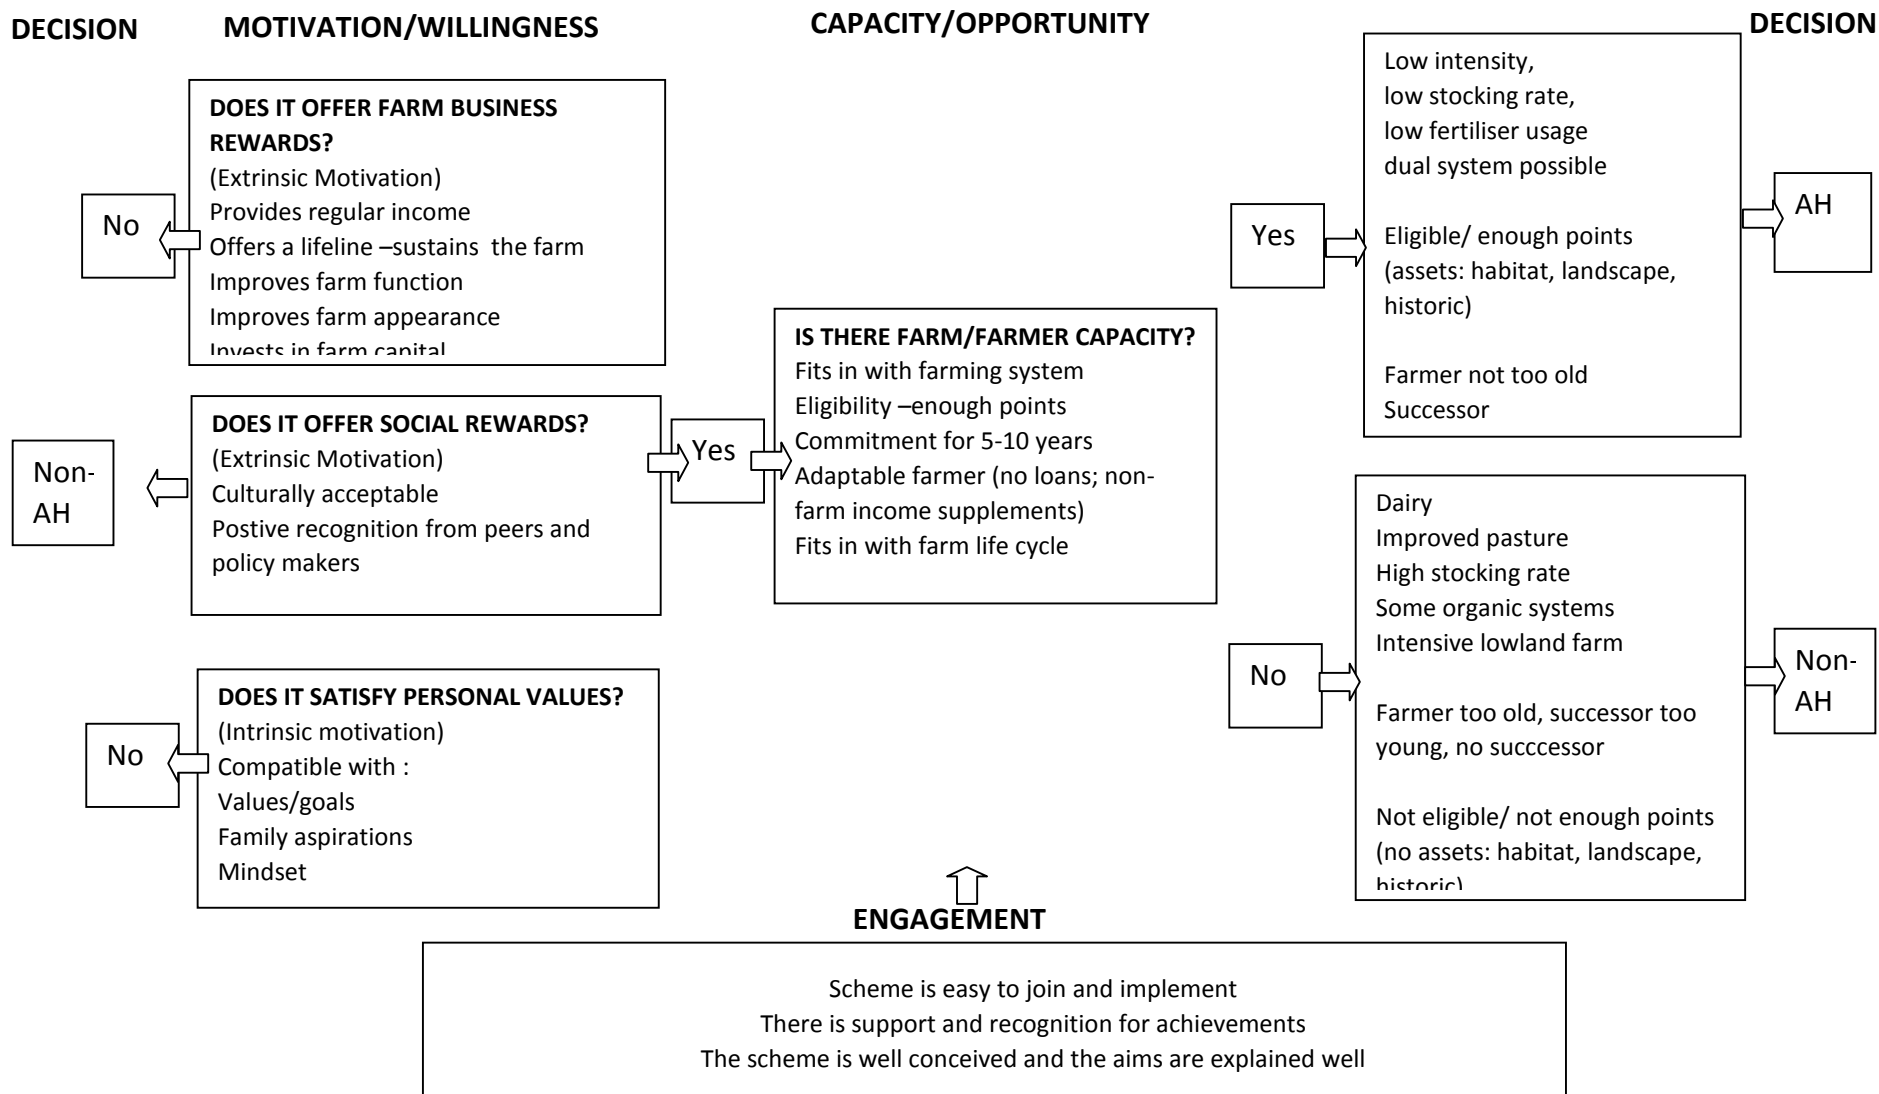 DECISION
MOTIVATION/WILLINGNESS
CAPACITY/OPPORTUNITY
DECISION
DOES IT OFFER FARM BUSINESS
REWARDS?
(Extrinsic Motivation)
Provides regular income
Offers a lifeline –sustains the farm
Improves farm function
Improves farm appearance
Invests in farm capital
No
DOES IT OFFER SOCIAL REWARDS?
(Extrinsic Motivation)
Culturally acceptable
Postive recognition from peers and
policy makers
Non-
AH
Yes
DOES IT SATISFY PERSONAL VALUES?
(Intrinsic motivation)
Compatible with :
Values/goals
Family aspirations
Mindset
No
IS THERE FARM/FARMER CAPACITY?
Fits in with farming system
Eligibility –enough points
Commitment for 5-10 years
Adaptable farmer (no loans; non-
farm income supplements)
Fits in with farm life cycle
Yes
Low intensity,
low stocking rate,
low fertiliser usage
dual system possible
Eligible/ enough points
(assets: habitat, landscape,
historic)
Farmer not too old
Successor
AH
No
Dairy
Improved pasture
High stocking rate
Some organic systems
Intensive lowland farm
Farmer too old, successor too
young, no succcessor
Not eligible/ not enough points
(no assets: habitat, landscape,
historic)
Non-
AH
ENGAGEMENT
Scheme is easy to join and implement
There is support and recognition for achievements
The scheme is well conceived and the aims are explained well